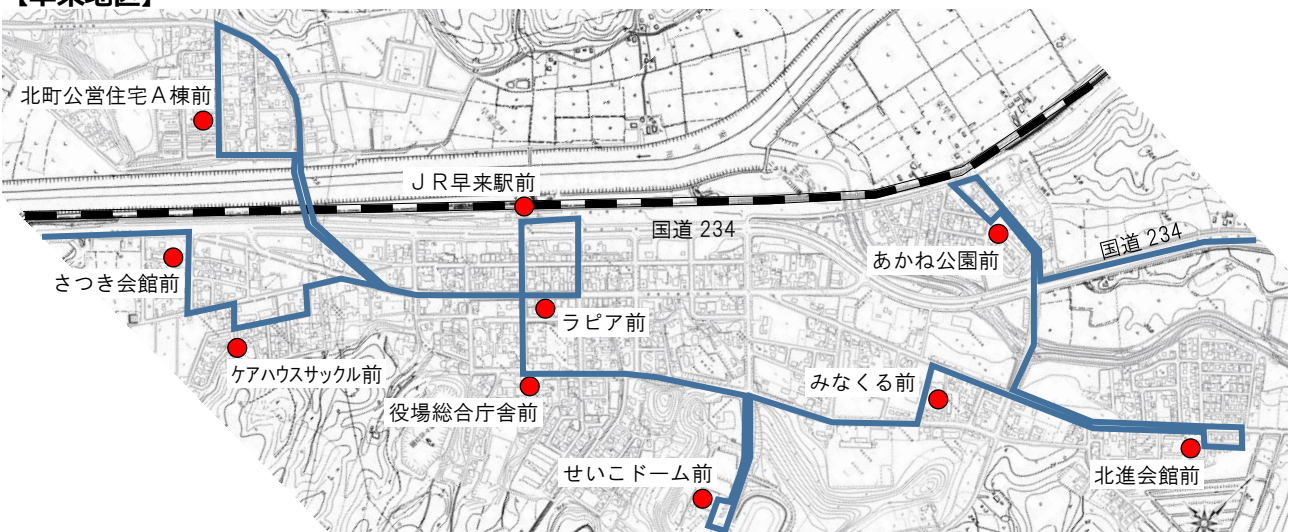 【早来地区】
北町公営住宅Ａ棟前
ＪＲ早来駅前
国道 234
国道 234
あかね公園前
さつき会館前
ラピア前
ケアハウスサックル前
みなくる前
役場総合庁舎前
せいこドーム前
北進会館前